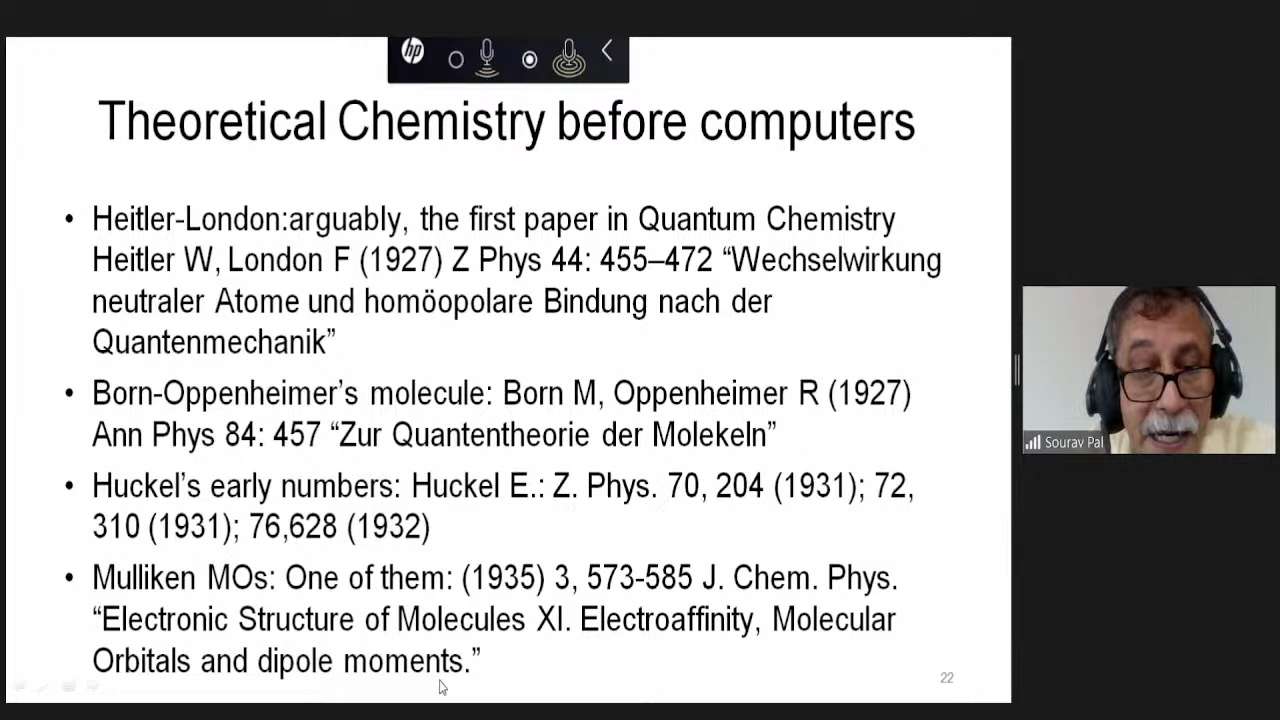 hp
Theoretical Chemistry before computers
• Heitler-London:arguably, the first paper in Quantum Chemistry
Heitler W, London F (1927) Z Phys 44: 455–472 “Wechselwirkung
neutraler Atome und homöopolare Bindung nach der
Quantenmechanik”
• Born-Oppenheimer’s molecule: Born M, Oppenheimer R (1927)
Ann Phys 84: 457 “Zur Quantentheorie der Molekeln”
• Huckel’s early numbers: Huckel E.: Z. Phys. 70, 204 (1931); 72,
310 (1931); 76,628 (1932)
• Mulliken MOs: One of them: (1935) 3, 573-585 J. Chem. Phys.
“Electronic Structure of Molecules XI. Electroaffinity, Molecular
Orbitals and dipole moments.”
22
Sourav Pal